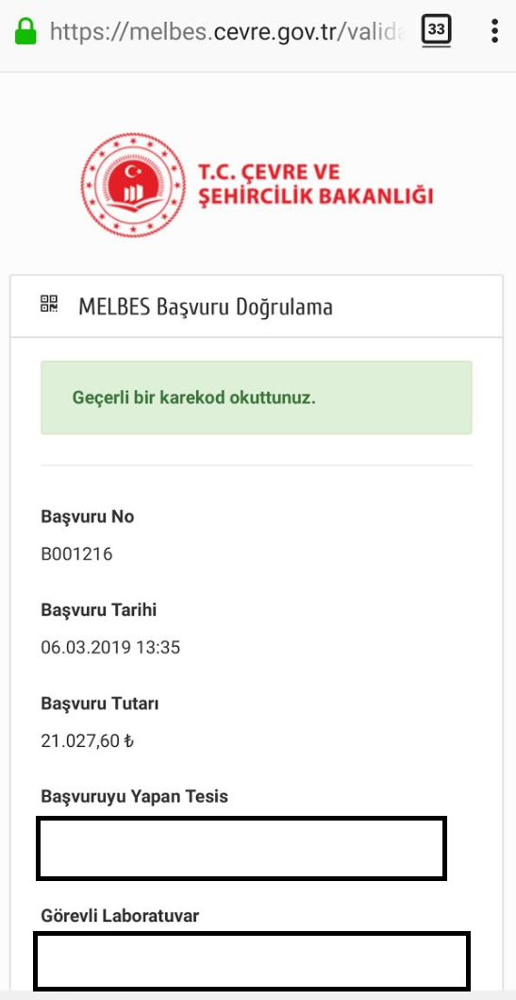 https://melbes.cevre.gov.tr/valida
33
T.C. ÇEVRE VE
ŞEHİRCİLİK BAKANLIĞI
MELBES Başvuru Doğrulama
Geçerli bir karekod okuttunuz.
Başvuru No
B001216
Başvuru Tarihi
06.03.2019 13:35
Başvuru Tutarı
21.027,60 ₺
Başvuruyu Yapan Tesis
Görevli Laboratuvar